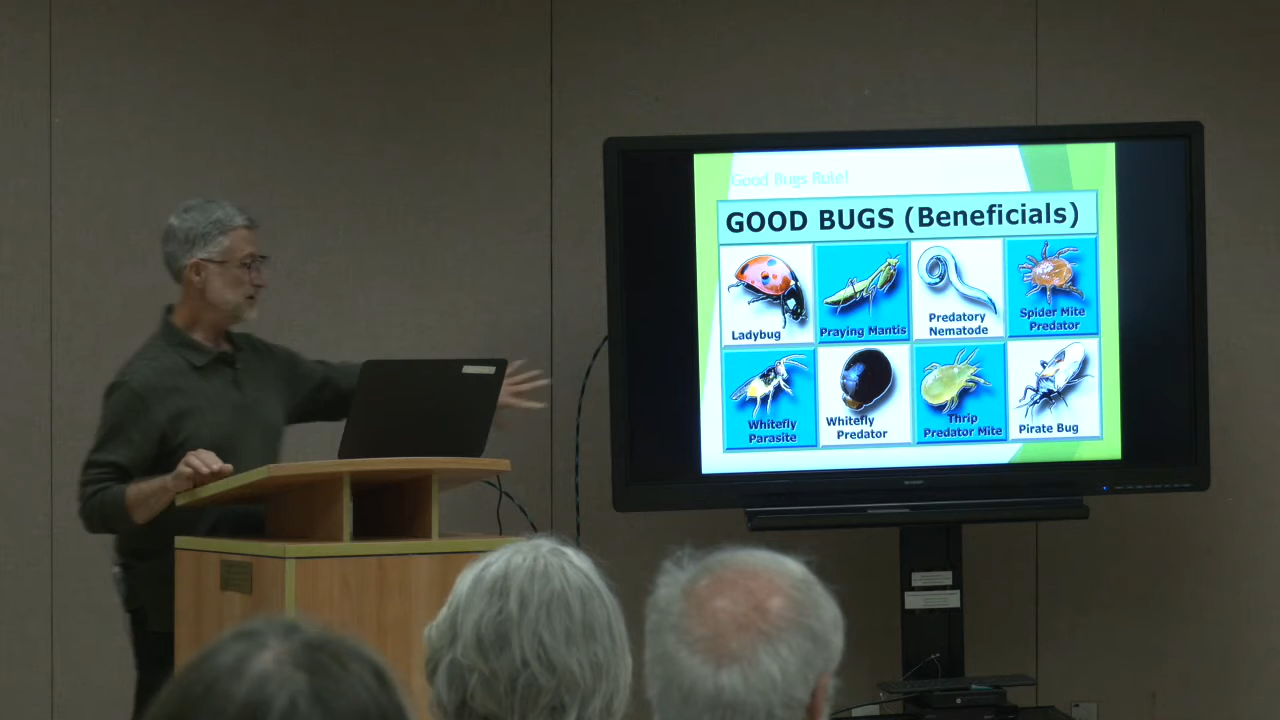 Good Bugs Rule!
GOOD BUGS (Beneficials)
Ladybug
Praying Mantis
Predatory
Nematode
Spider Mite
Predator
Whitefly
Parasite
Whitefly
Predator
Thrip
Predator Mite
Pirate Bug